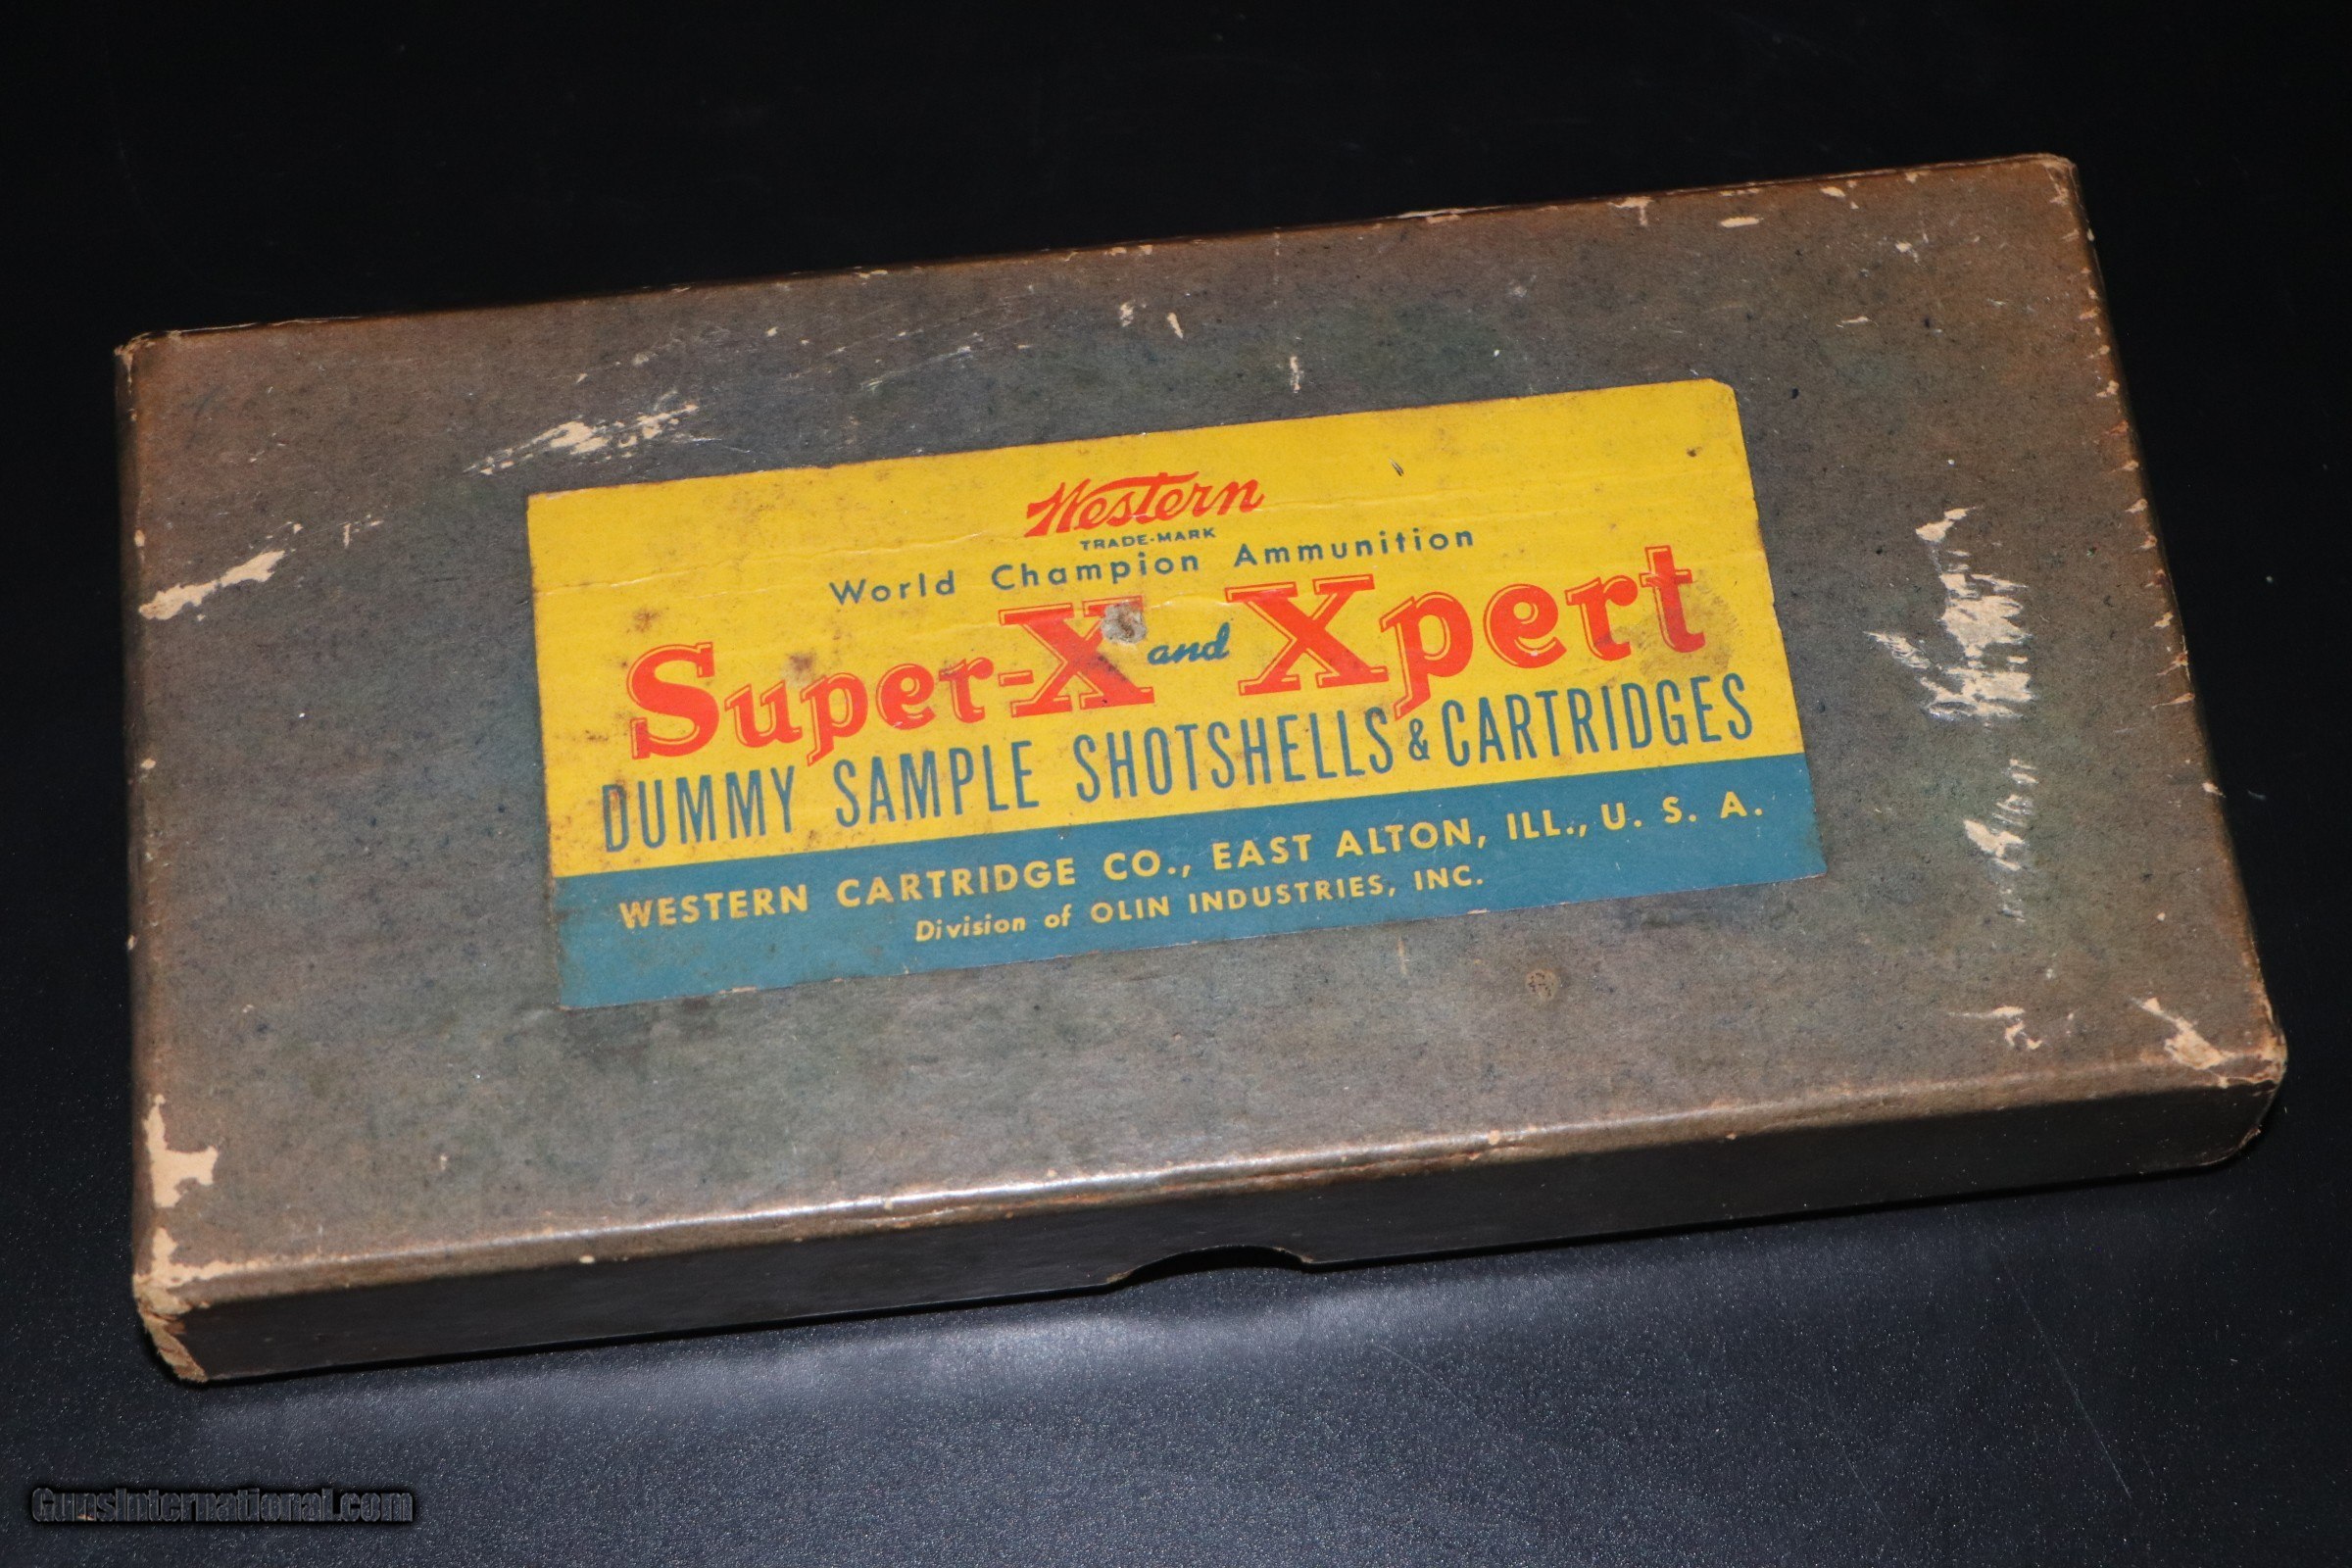 Western
TRADE-MARK
World Champion Ammunition
Super-X and Xpert
DUMMY SAMPLE SHOTSHELLS & CARTRIDGES
WESTERN CARTRIDGE CO., EAST ALTON, ILL., U. S. A.
Division of OLIN INDUSTRIES, INC.
GunsInternational.com